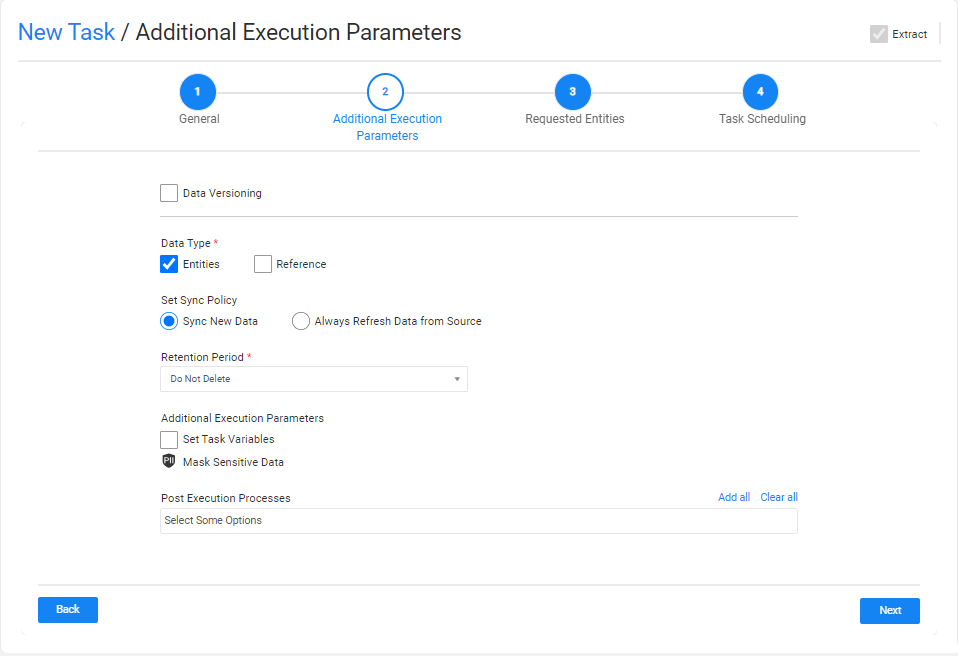 New Task / Additional Execution Parameters
Extract
1
2
3
4
General
Additional Execution
Parameters
Requested Entities
Task Scheduling
Data Versioning
Data Type *
Entities
Reference
Set Sync Policy
Sync New Data
Always Refresh Data from Source
Retention Period *
Do Not Delete
Additional Execution Parameters
Set Task Variables
PII
Mask Sensitive Data
Post Execution Processes
Add all
Clear all
Select Some Options
Back
Next